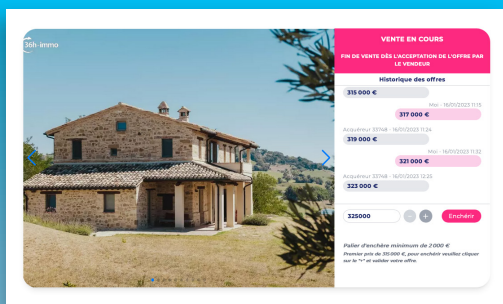 36h-immo
VENTE EN COURS
FIN DE VENTE DÈS L'ACCEPTATION DE L'OFFRE PAR
LE VENDEUR
Historique des offres
315 000 €
Moi - 16/01/2023 11:15
317 000 €
Acquéreur 33748 - 16/01/2023 11:24
319 000 €
Moi - 16/01/2023 11:32
321 000 €
Acquéreur 33748 - 16/01/2023 12:25
323 000 €
325000
- + Enchérir
Palier d'enchère minimum de 2 000 €
Premier prix de 315 000 €, pour enchérir veuillez cliquer
sur le "+" et valider votre offre.